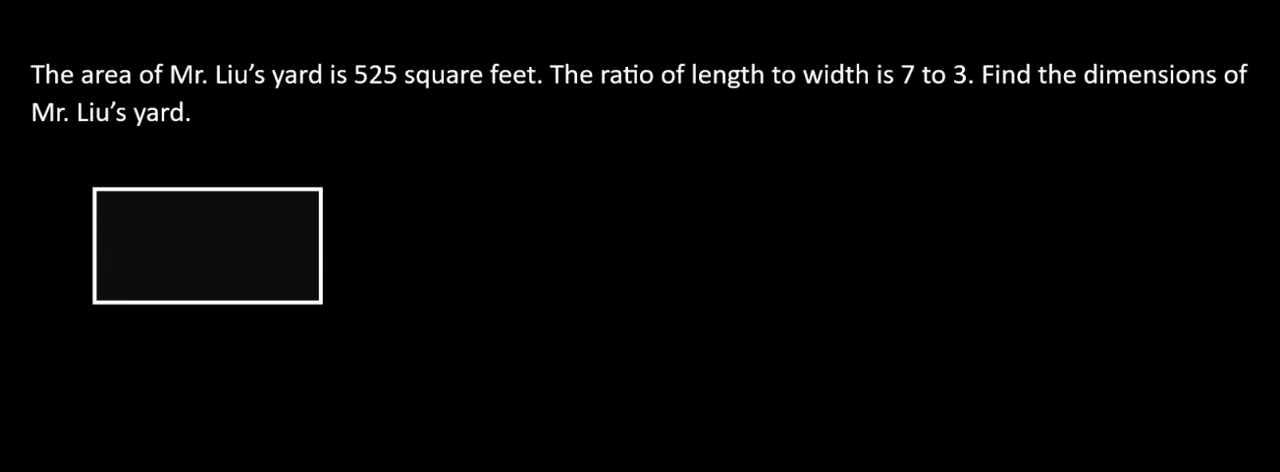 The area of Mr. Liu’s yard is 525 square feet. The ratio of length to width is 7 to 3. Find the dimensions of
Mr. Liu’s yard.